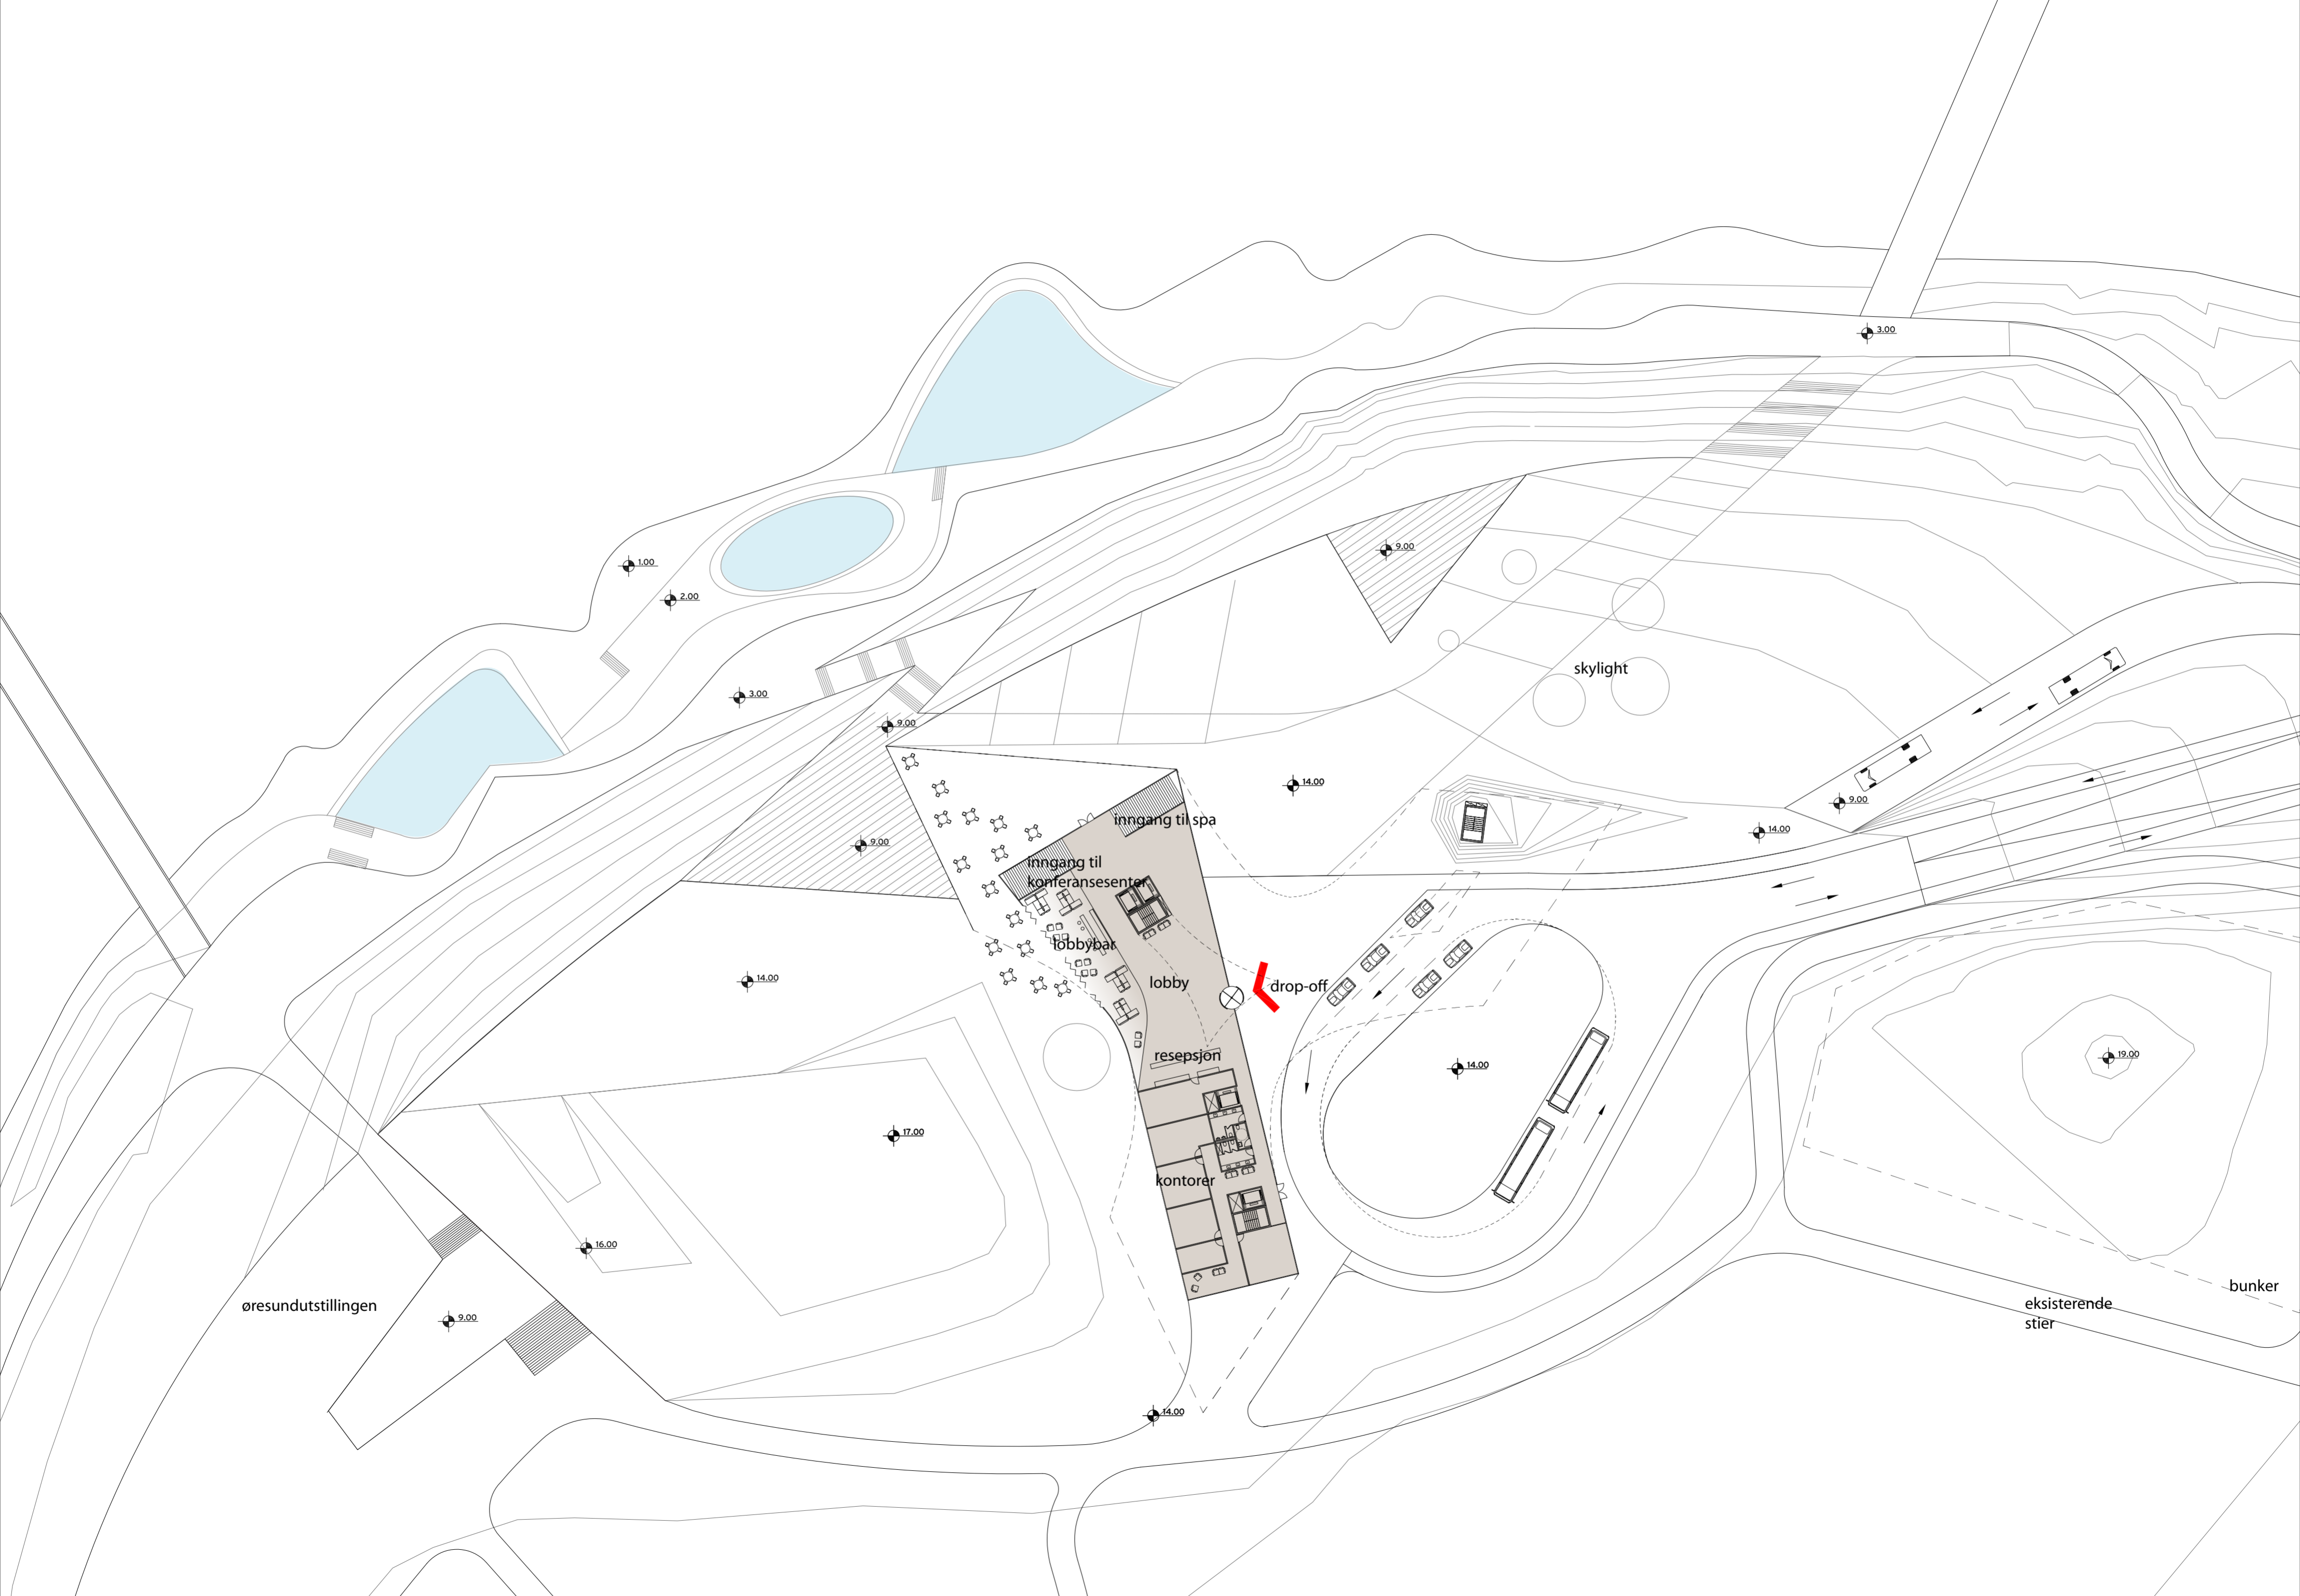 3.00
9.00
1.00
2.00
skylight
3.00
9.00
14.00
9.00
inngang til spa
14.00
9.00
inngang til
konferansesenter
lobbybar
14.00
lobby
drop-off
resepsjon
14.00
19.00
17.00
kontorer
16.00
bunker
øresundutstillingen
eksisterende
stier
9.00
14.00